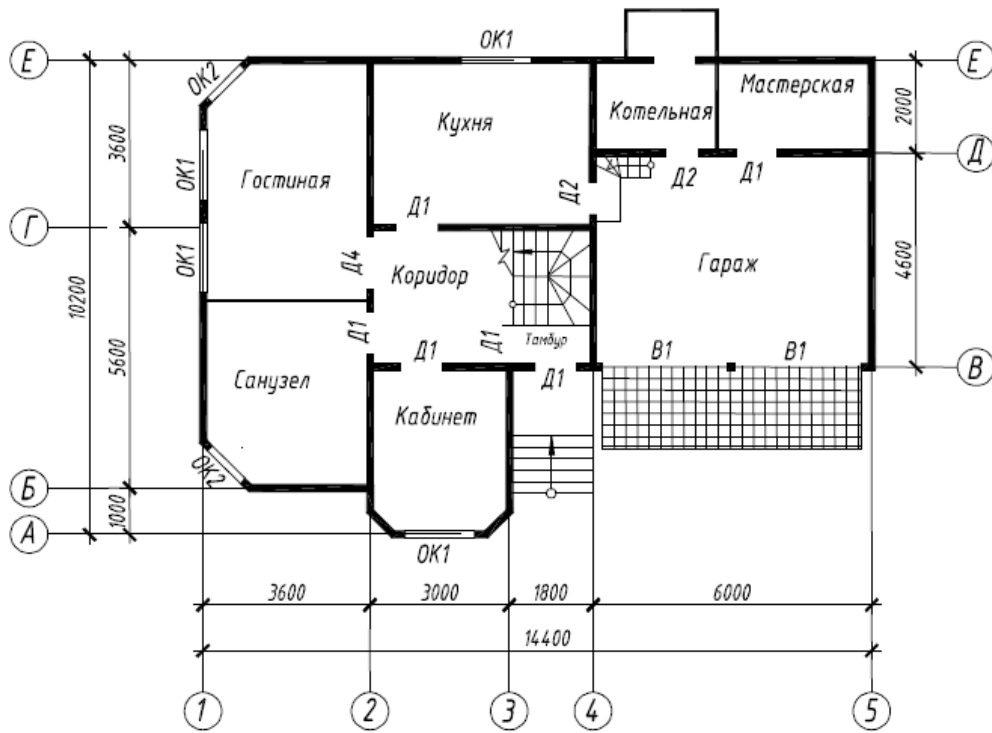 ОК1
Е
Е
ОК2
Мастерская
Котельная
Кухня
2000
3600
Д
ОК1
Гостиная
Д2
Д2
Д1
Д1
Г
ОК1
Д4
Коридор
Гараж
4600
10200
Д1
Д1
Тамбур
5600
Д1
Д1
В1
В1
В
Санузел
Кабинет
ОК2
Б
1000
А
ОК1
3600
3000
1800
6000
14400
1
2
3
4
5